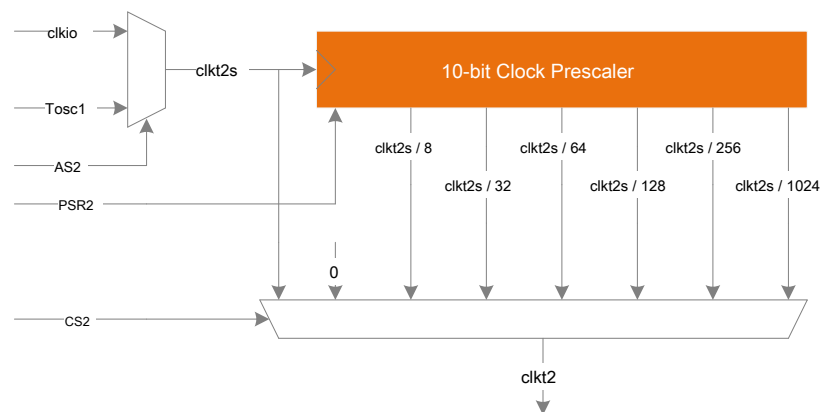 clkio
clkt2s
10-bit Clock Prescaler
Tosc1
clkt2s / 8
clkt2s / 64
clkt2s / 256
AS2
clkt2s / 32
clkt2s / 128
clkt2s / 1024
PSR2
0
CS2
clkt2